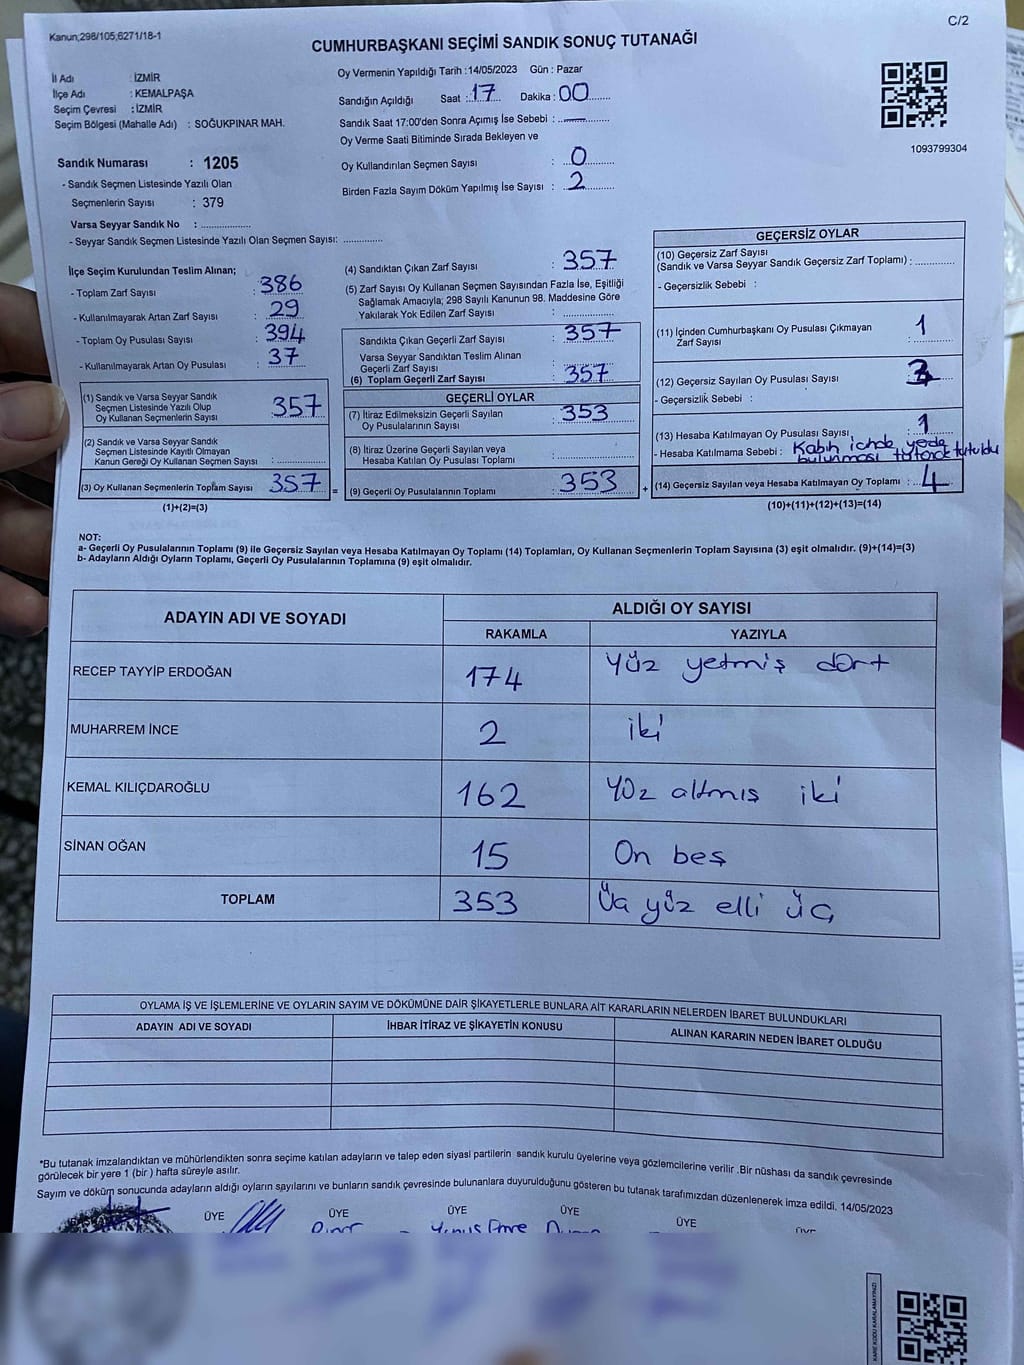 Kanun;298/105;6271/18-1
C/2
CUMHURBAŞKANI SEÇİMİ SANDIK SONUÇ TUTANAĞI
İl Adı : İZMİR
İlçe Adı : KEMALPAŞA
Seçim Çevresi : İZMİR
Seçim Bölgesi (Mahalle Adı) : SOĞUKPINAR MAH.
Sandık Numarası : 1205
- Sandık Seçmen Listesinde Yazılı Olan
Seçmenlerin Sayısı : 379
Varsa Seyyar Sandık No : ..................
- Seyyar Sandık Seçmen Listesinde Yazılı Olan Seçmen Sayısı: ..............
Oy Vermenin Yapıldığı Tarih :14/05/2023 Gün : Pazar
Sandığın Açıldığı Saat : 17 Dakika : 00
Sandık Saat 17:00'den Sonra Açımış İse Sebebi : —
Oy Verme Saati Bitiminde Sırada Bekleyen ve
Oy Kullandırılan Seçmen Sayısı : 0
Birden Fazla Sayım Döküm Yapılmış İse Sayısı : 2
1093799304
İlçe Seçim Kurulundan Teslim Alınan;
- Toplam Zarf Sayısı : 386
- Kullanılmayarak Artan Zarf Sayısı : 29
- Toplam Oy Pusulası Sayısı : 394
- Kullanılmayarak Artan Oy Pusulası : 37
(1) Sandık ve Varsa Seyyar Sandık
Seçmen Listesinde Yazılı Olup
Oy Kullanan Seçmenlerin Sayısı : 357
(2) Sandık ve Varsa Seyyar Sandık
Seçmen Listesinde Kayıtlı Olmayan
Kanun Gereği Oy Kullanan Seçmen Sayısı :
(3) Oy Kullanan Seçmenlerin Toplam Sayısı : 357
(1)+(2)=(3)
=
(4) Sandıktan Çıkan Zarf Sayısı : 357
(5) Zarf Sayısı Oy Kullanan Seçmen Sayısından Fazla İse, Eşitliği
Sağlamak Amacıyla; 298 Sayılı Kanunun 98. Maddesine Göre
Yakılarak Yok Edilen Zarf Sayısı :
Sandıkta Çıkan Geçerli Zarf Sayısı : 357
Varsa Seyyar Sandıktan Teslim Alınan
Geçerli Zarf Sayısı :
(6) Toplam Geçerli Zarf Sayısı 357
GEÇERLİ OYLAR
(7) İtiraz Edilmeksizin Geçerli Sayılan
Oy Pusulalarının Sayısı : 353
(8) İtiraz Üzerine Geçerli Sayılan veya
Hesaba Katılan Oy Pusulası Toplamı :
(9) Geçerli Oy Pusulalarının Toplamı : 353
+
GEÇERSİZ OYLAR
(10) Geçersiz Zarf Sayısı
(Sandık ve Varsa Seyyar Sandık Geçersiz Zarf Toplamı) :
- Geçersizlik Sebebi :
(11) İçinden Cumhurbaşkanı Oy Pusulası Çıkmayan
Zarf Sayısı : 1
(12) Geçersiz Sayılan Oy Pusulası Sayısı :
- Geçersizlik Sebebi :
(13) Hesaba Katılmayan Oy Pusulası Sayısı : 1
- Hesaba Katılmama Sebebi : Kabin içinde yerde
bulunması tutanak tutuldu
(14) Geçersiz Sayılan veya Hesaba Katılmayan Oy Toplamı : 4
(10)+(11)+(12)+(13)=(14)
NOT:
a- Geçerli Oy Pusulalarının Toplamı (9) ile Geçersiz Sayılan veya Hesaba Katılmayan Oy Toplamı (14) Toplamları, Oy Kullanan Seçmenlerin Toplam Sayısına (3) eşit olmalıdır. (9)+(14)=(3)
b- Adayların Aldığı Oyların Toplamı, Geçerli Oy Pusulalarının Toplamına (9) eşit olmalıdır.
ADAYIN ADI VE SOYADI ALDIĞI OY SAYISI
RAKAMLA YAZIYLA
RECEP TAYYİP ERDOĞAN 174 Yüz yetmiş dört
MUHARREM İNCE 2 iki
KEMAL KILIÇDAROĞLU 162 Yüz altmış iki
SİNAN OĞAN 15 On beş
TOPLAM 353 Üç yüz elli üç
OYLAMA İŞ VE İŞLEMLERİNE VE OYLARIN SAYIM VE DÖKÜMÜNE DAİR ŞİKAYETLERLE BUNLARA AİT KARARLARIN NELERDEN İBARET BULUNDUKLARI
ADAYIN ADI VE SOYADI İHBAR İTİRAZ VE ŞİKAYETİN KONUSU ALINAN KARARIN NEDEN İBARET OLDUĞU
*Bu tutanak imzalandıktan ve mühürlendikten sonra seçime katılan adayların ve talep eden siyasi partilerin sandık kurulu üyelerine veya gözlemcilerine verilir .Bir nüshası da sandık çevresinde
görülecek bir yere 1 (bir ) hafta süreyle asılır.
Sayım ve döküm sonucunda adayların aldığı oyların sayılarını ve bunların sandık çevresinde bulunanlara duyurulduğunu gösteren bu tutanak tarafımızdan düzenlenerek imza edildi. 14/05/2023
ÜYE ÜYE ÜYE ÜYE ÜYE ÜYE
Yunus Emre
KARE KODU KARALAMAYINIZ!